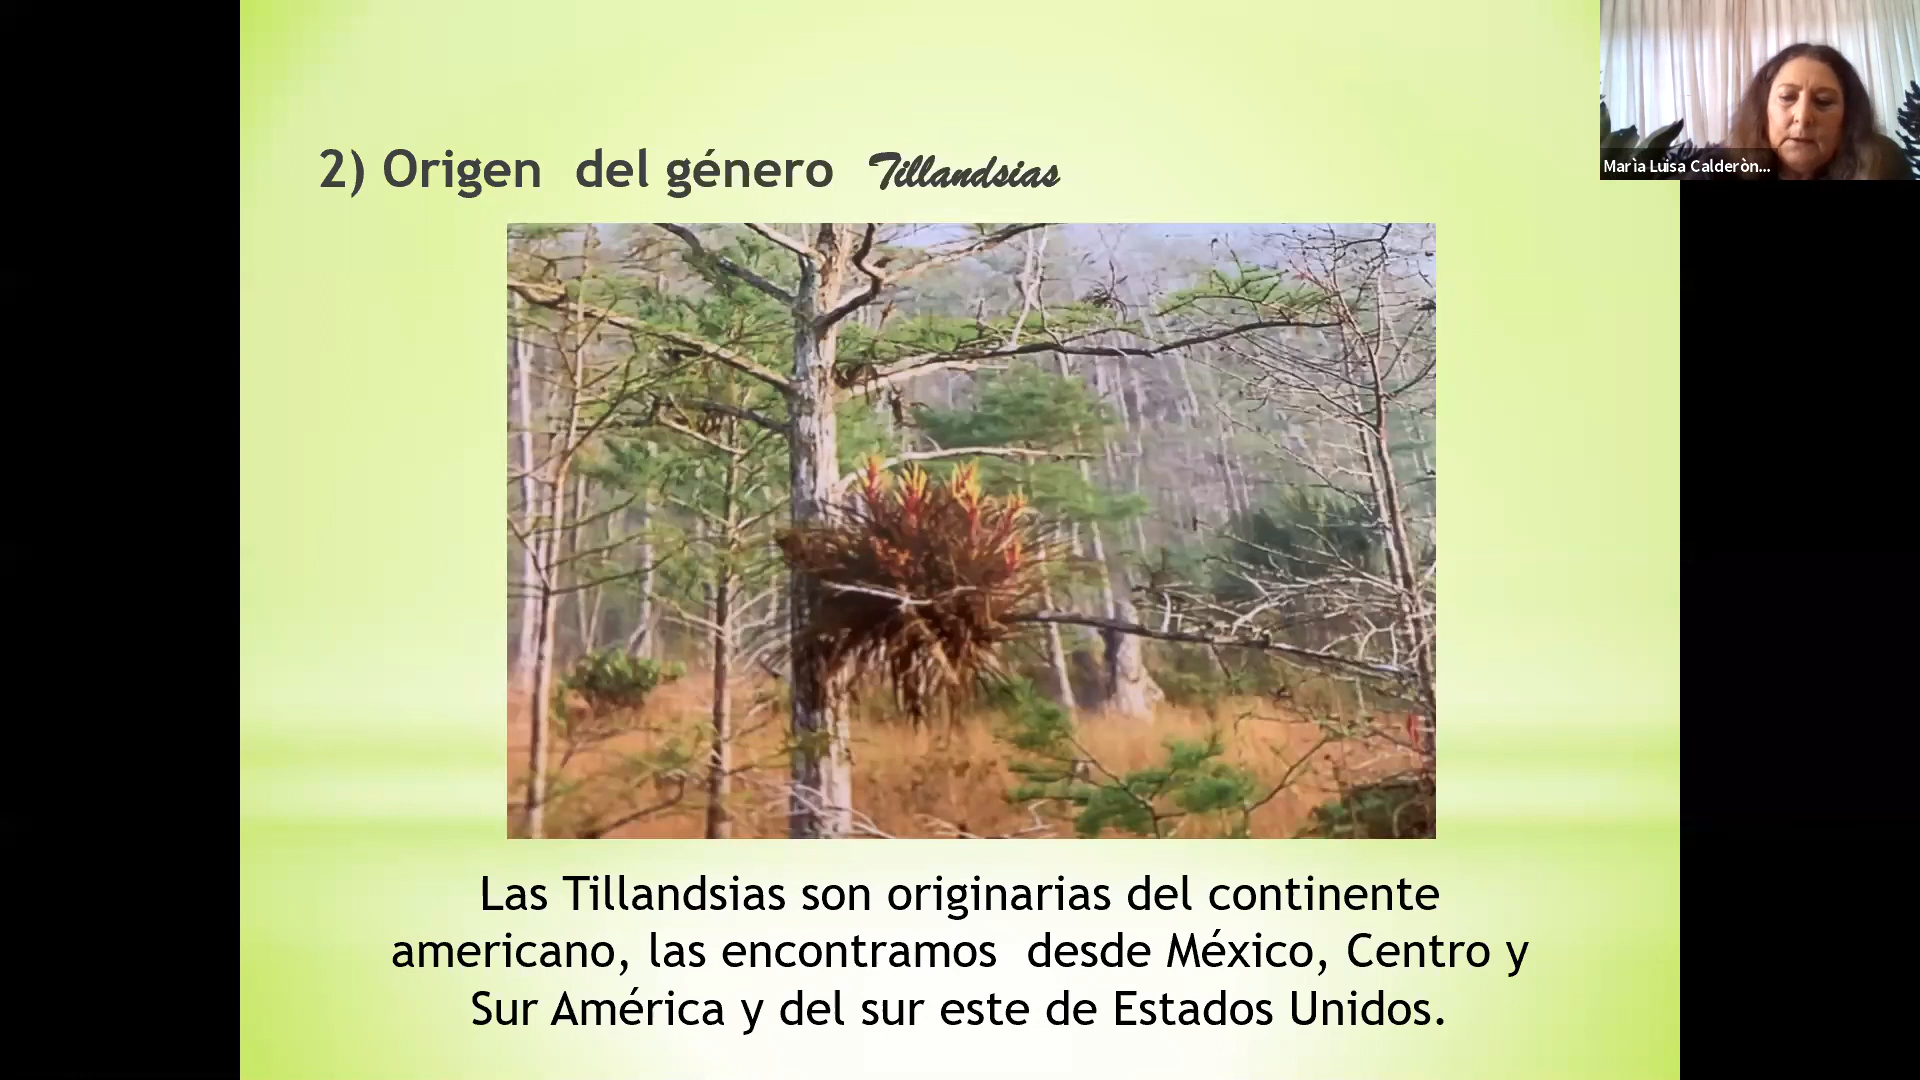 2) Origen del género Tillandsias
Marìa Luisa Calderòn...
Las Tillandsias son originarias del continente
americano, las encontramos desde México, Centro y
Sur América y del sur este de Estados Unidos.